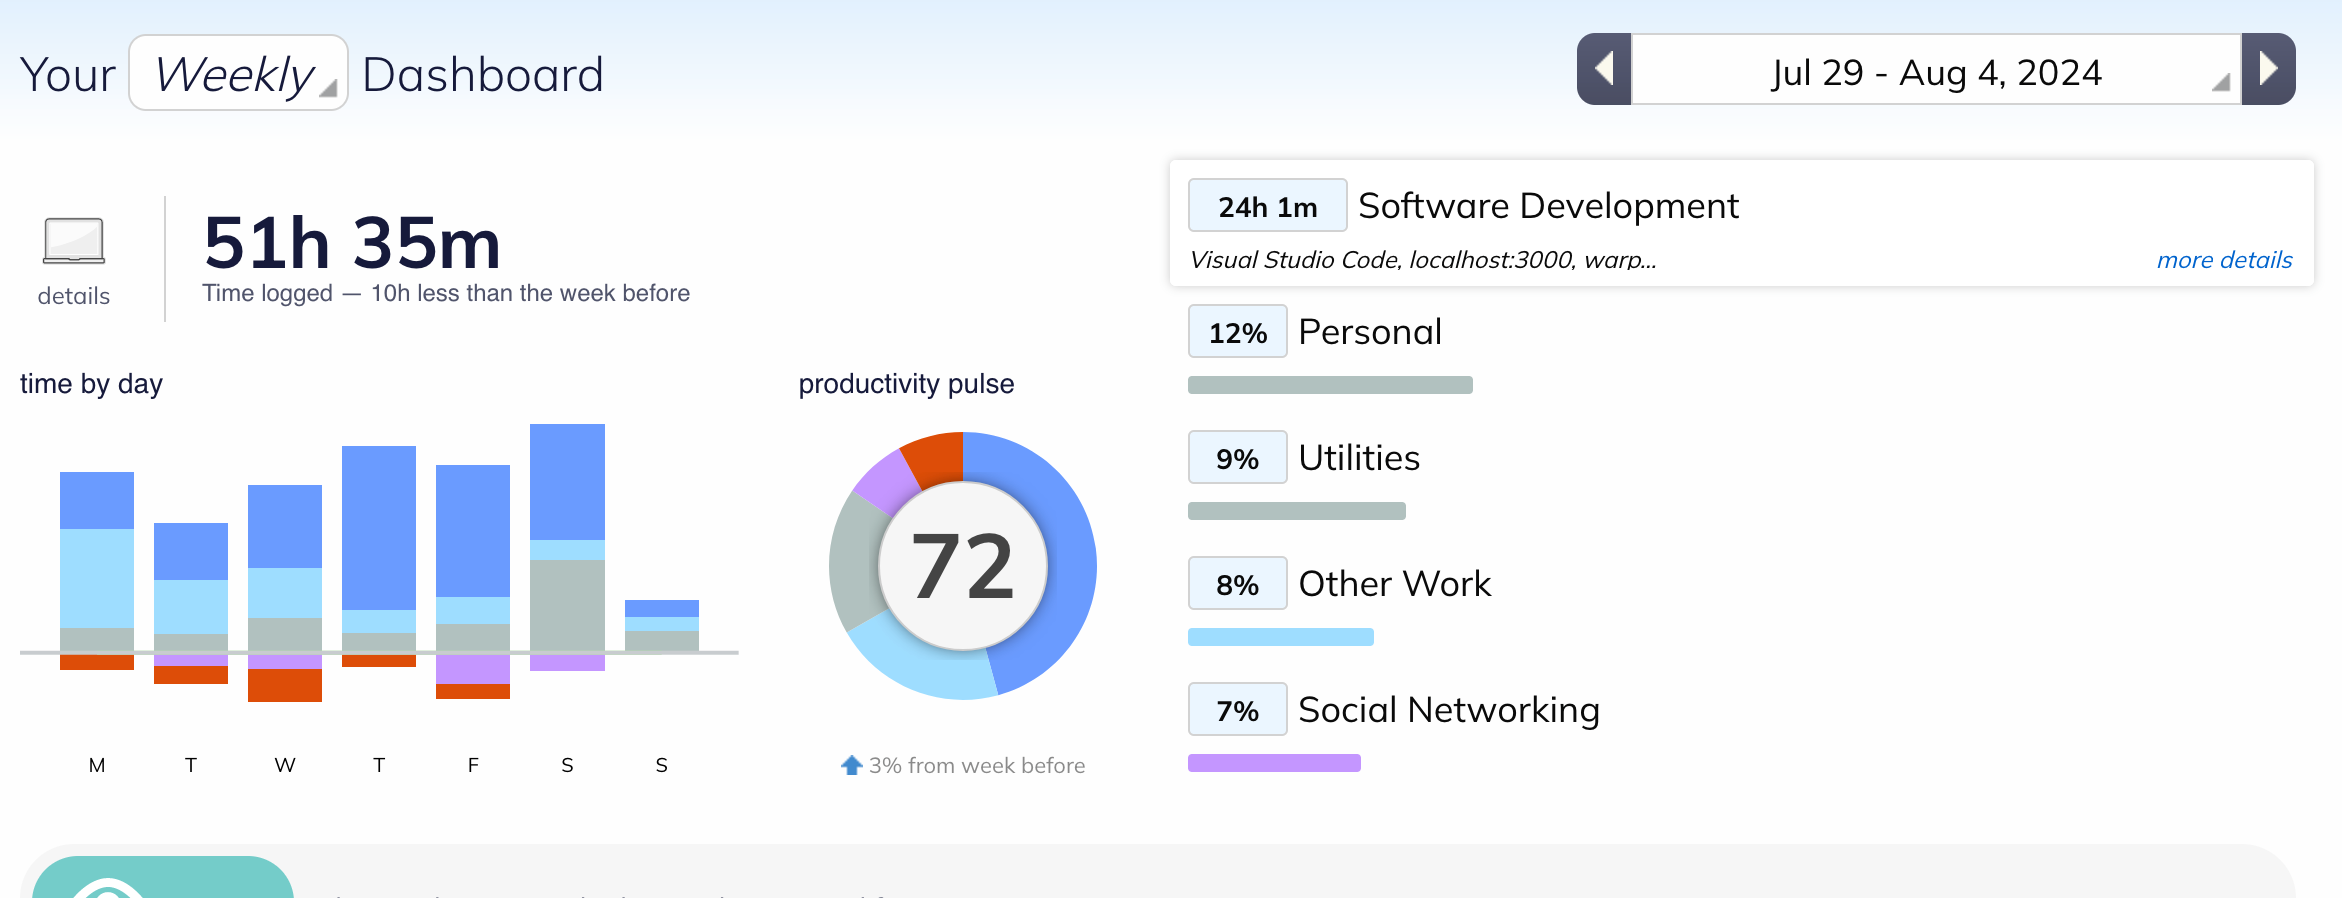 Your Weekly Dashboard
Jul 29 - Aug 4, 2024
details
51h 35m
Time logged — 10h less than the week before
time by day
M T W T F S S
productivity pulse
72
3% from week before
24h 1m Software Development
Visual Studio Code, localhost:3000, warp...
more details
12% Personal
9% Utilities
8% Other Work
7% Social Networking